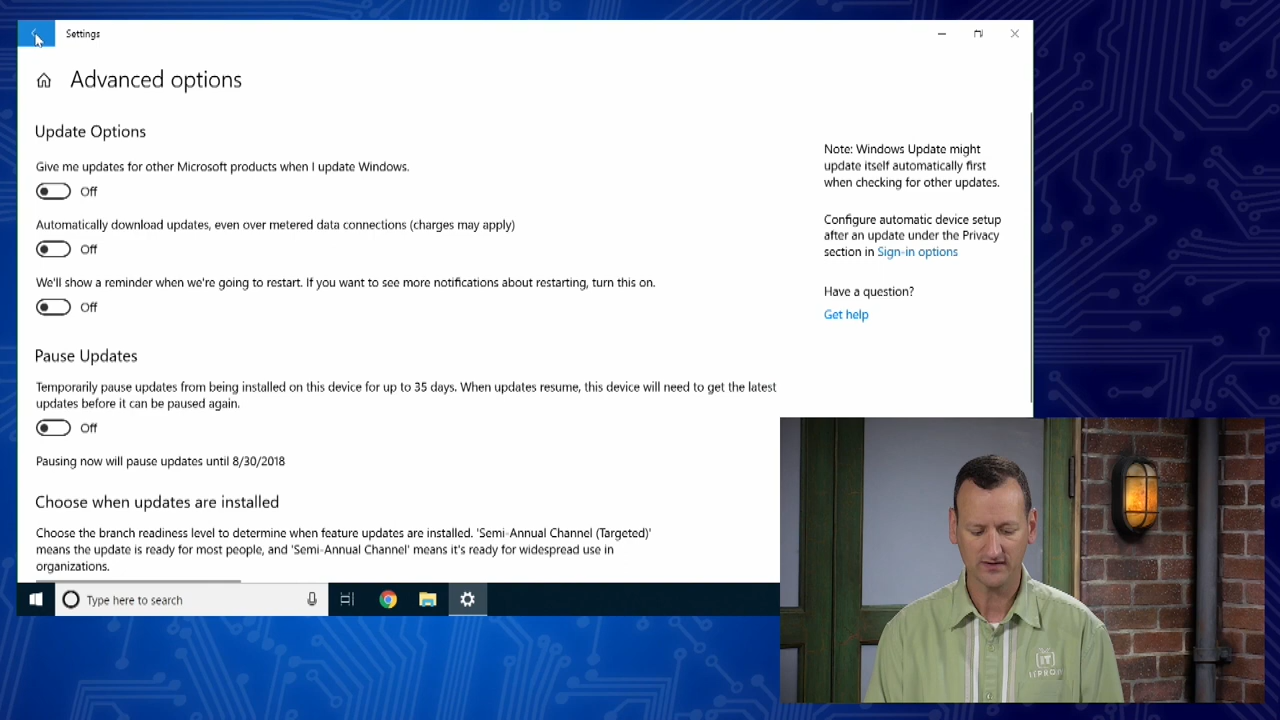 Settings
Advanced options
Update Options
Give me updates for other Microsoft products when I update Windows.
Off
Automatically download updates, even over metered data connections (charges may apply)
Off
We'll show a reminder when we're going to restart. If you want to see more notifications about restarting, turn this on.
Off
Pause Updates
Temporarily pause updates from being installed on this device for up to 35 days. When updates resume, this device will need to get the latest
updates before it can be paused again.
Off
Pausing now will pause updates until 8/30/2018
Choose when updates are installed
Choose the branch readiness level to determine when feature updates are installed. 'Semi-Annual Channel (Targeted)'
means the update is ready for most people, and 'Semi-Annual Channel' means it's ready for widespread use in
organizations.
Note: Windows Update might
update itself automatically first
when checking for other updates.
Configure automatic device setup
after an update under the Privacy
section in Sign-in options
Have a question?
Get help
Type here to search
IT